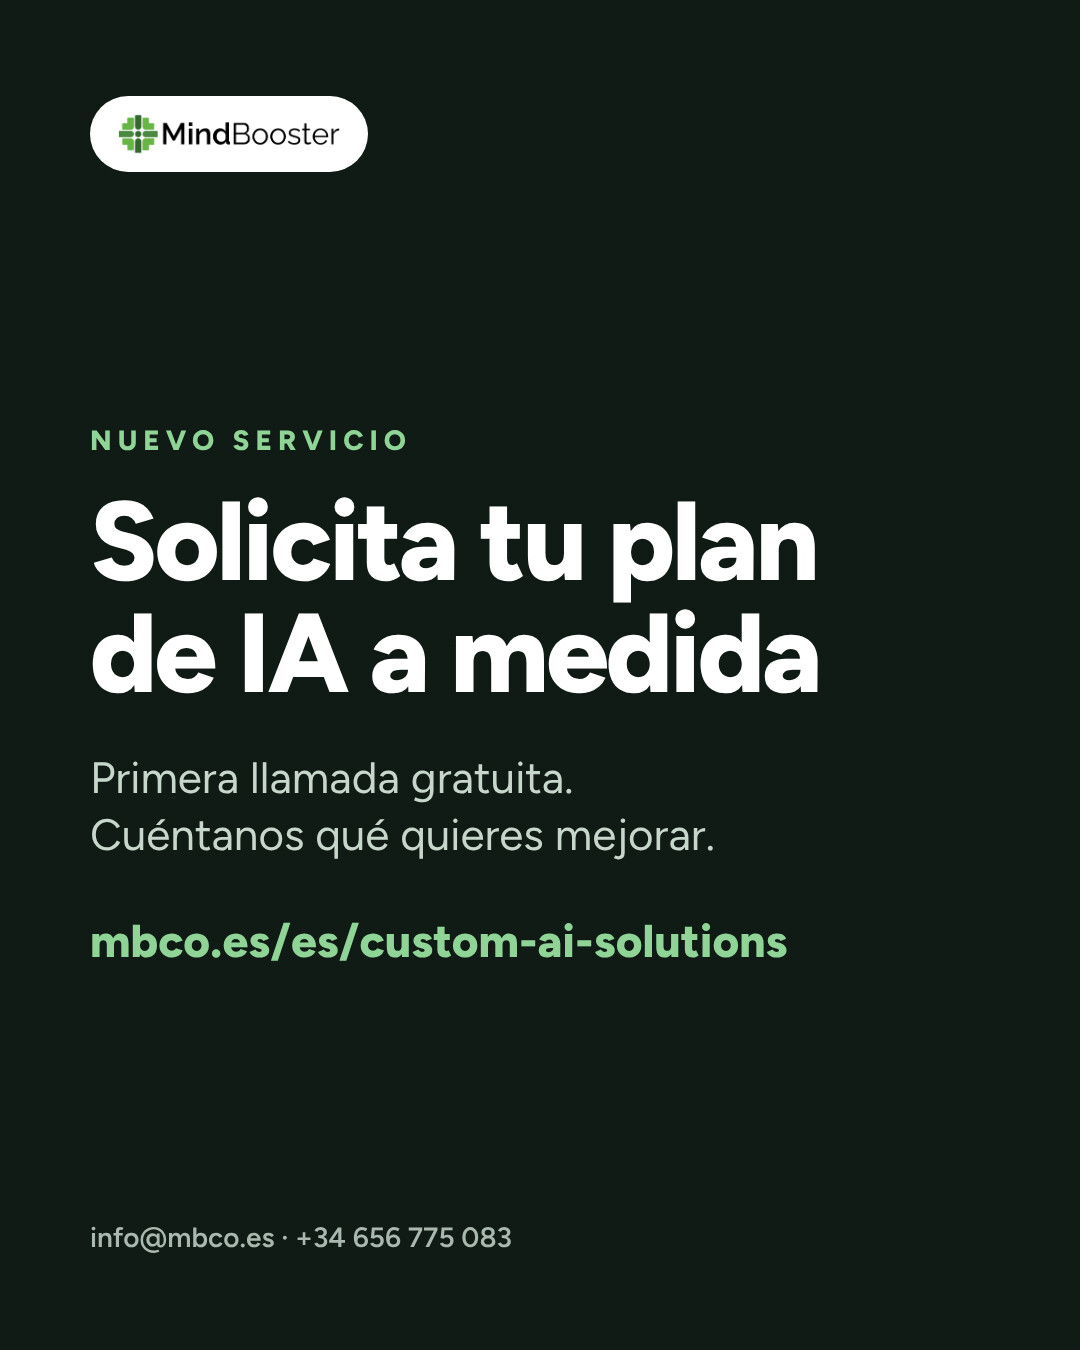 MindBooster
NUEVO SERVICIO
Solicita tu plan
de IA a medida
Primera llamada gratuita.
Cuéntanos qué quieres mejorar.
mbco.es/es/custom-ai-solutions
info@mbco.es · +34 656 775 083